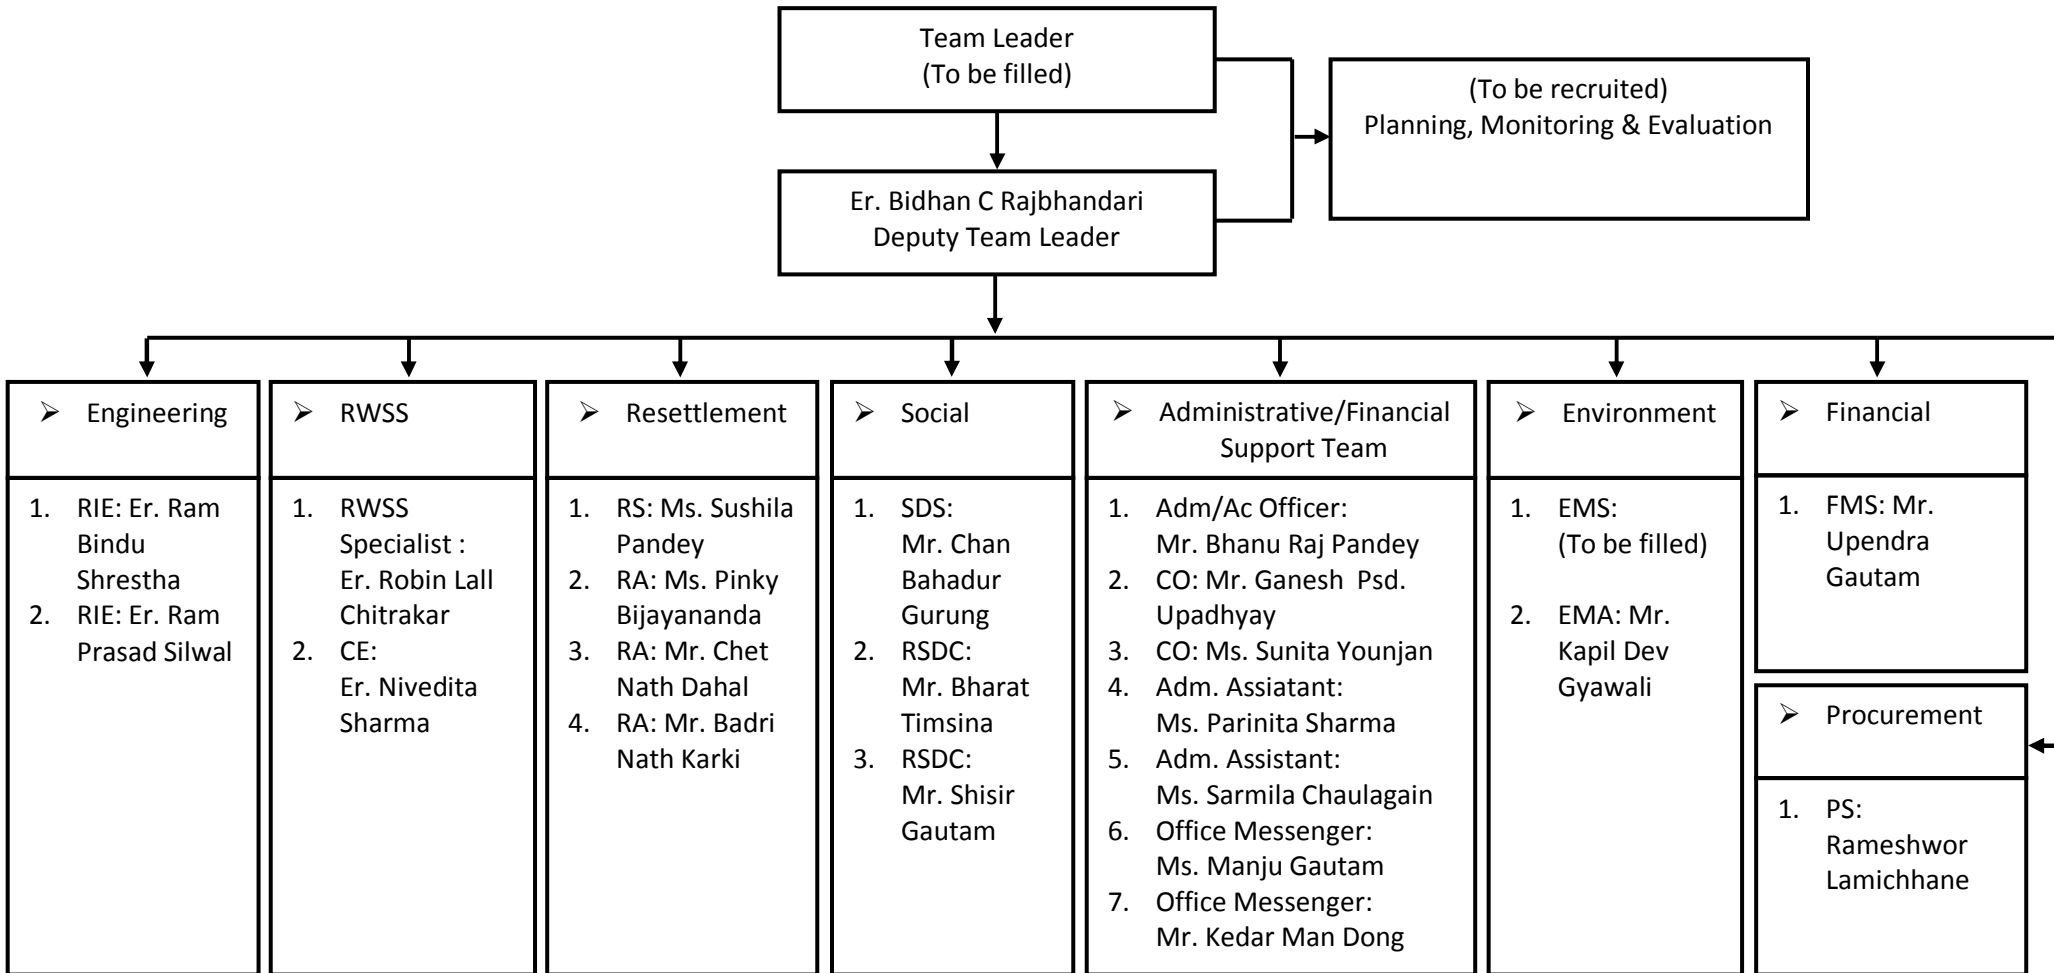 Team Leader
(To be filled)
(To be recruited)
Planning, Monitoring & Evaluation
Er. Bidhan C Rajbhandari
Deputy Team Leader
➢ Engineering
1. RIE: Er. Ram
Bindu
Shrestha
2. RIE: Er. Ram
Prasad Silwal
➢ RWSS
1. RWSS
Specialist :
Er. Robin Lall
Chitrakar
2. CE:
Er. Nivedita
Sharma
➢ Resettlement
1. RS: Ms. Sushila
Pandey
2. RA: Ms. Pinky
Bijayananda
3. RA: Mr. Chet
Nath Dahal
4. RA: Mr. Badri
Nath Karki
➢ Social
1. SDS:
Mr. Chan
Bahadur
Gurung
2. RSDC:
Mr. Bharat
Timsina
3. RSDC:
Mr. Shisir
Gautam
➢ Administrative/Financial
Support Team
1. Adm/Ac Officer:
Mr. Bhanu Raj Pandey
2. CO: Mr. Ganesh Psd.
Upadhyay
3. CO: Ms. Sunita Younjan
4. Adm. Assiatant:
Ms. Parinita Sharma
5. Adm. Assistant:
Ms. Sarmila Chaulagain
6. Office Messenger:
Ms. Manju Gautam
7. Office Messenger:
Mr. Kedar Man Dong
➢ Environment
1. EMS:
(To be filled)
2. EMA: Mr.
Kapil Dev
Gyawali
➢ Financial
1. FMS: Mr.
Upendra
Gautam
➢ Procurement
1. PS:
Rameshwor
Lamichhane